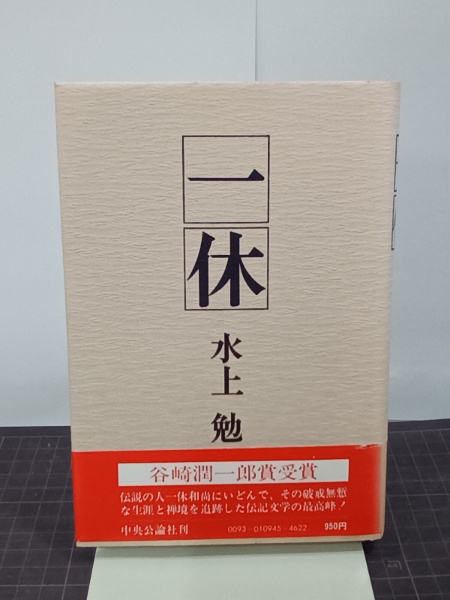 一休
水上勉
谷崎潤一郎賞受賞
伝説の人一休和尚にいどんで、その破戒無慙
な生涯と禅境を追跡した伝記文学の最高峰!
中央公論社刊 0093-010945-4622 950円